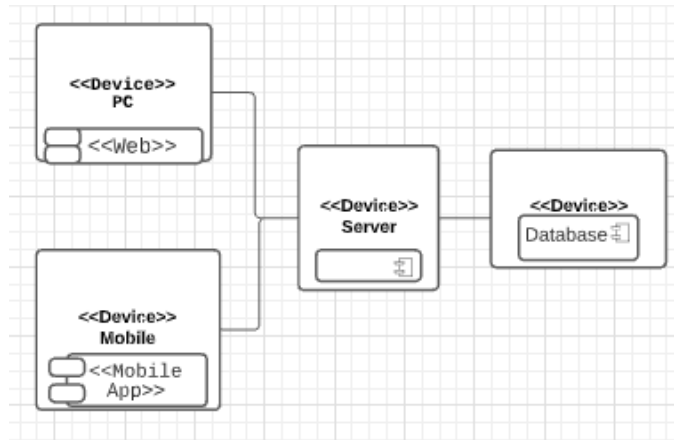 <<Device>>
PC
<<Web>>
<<Device>>
Server
<<Device>>
Database
<<Device>>
Mobile
<<Mobile
App>>